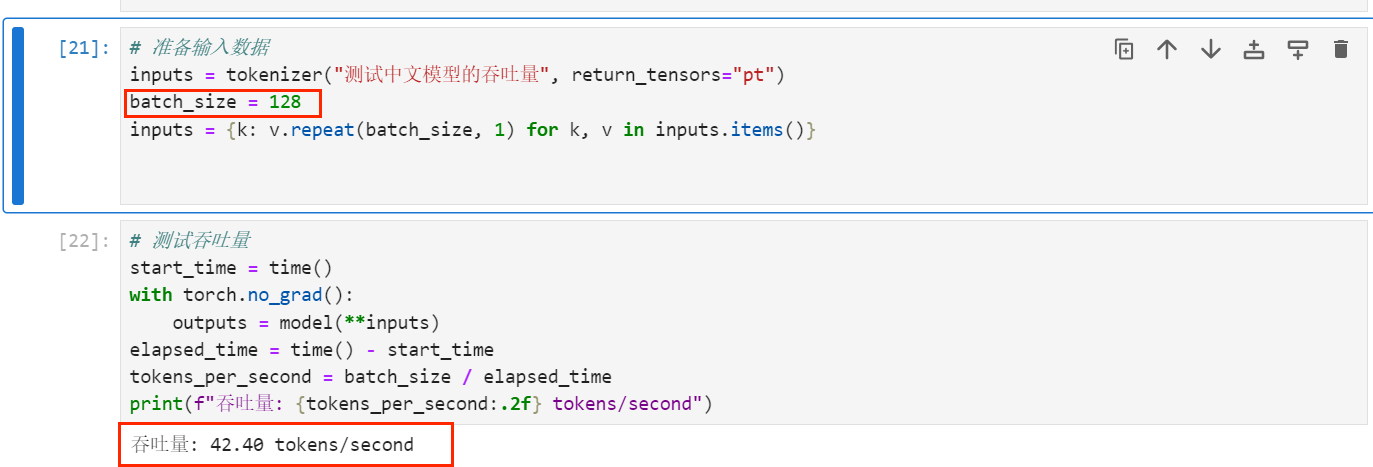 [21]:
# 准备输入数据
inputs = tokenizer("测试中文模型的吞吐量", return_tensors="pt")
batch_size = 128
inputs = {k: v.repeat(batch_size, 1) for k, v in inputs.items()}
[22]:
# 测试吞吐量
start_time = time()
with torch.no_grad():
    outputs = model(**inputs)
elapsed_time = time() - start_time
tokens_per_second = batch_size / elapsed_time
print(f"吞吐量: {tokens_per_second:.2f} tokens/second")
吞吐量: 42.40 tokens/second